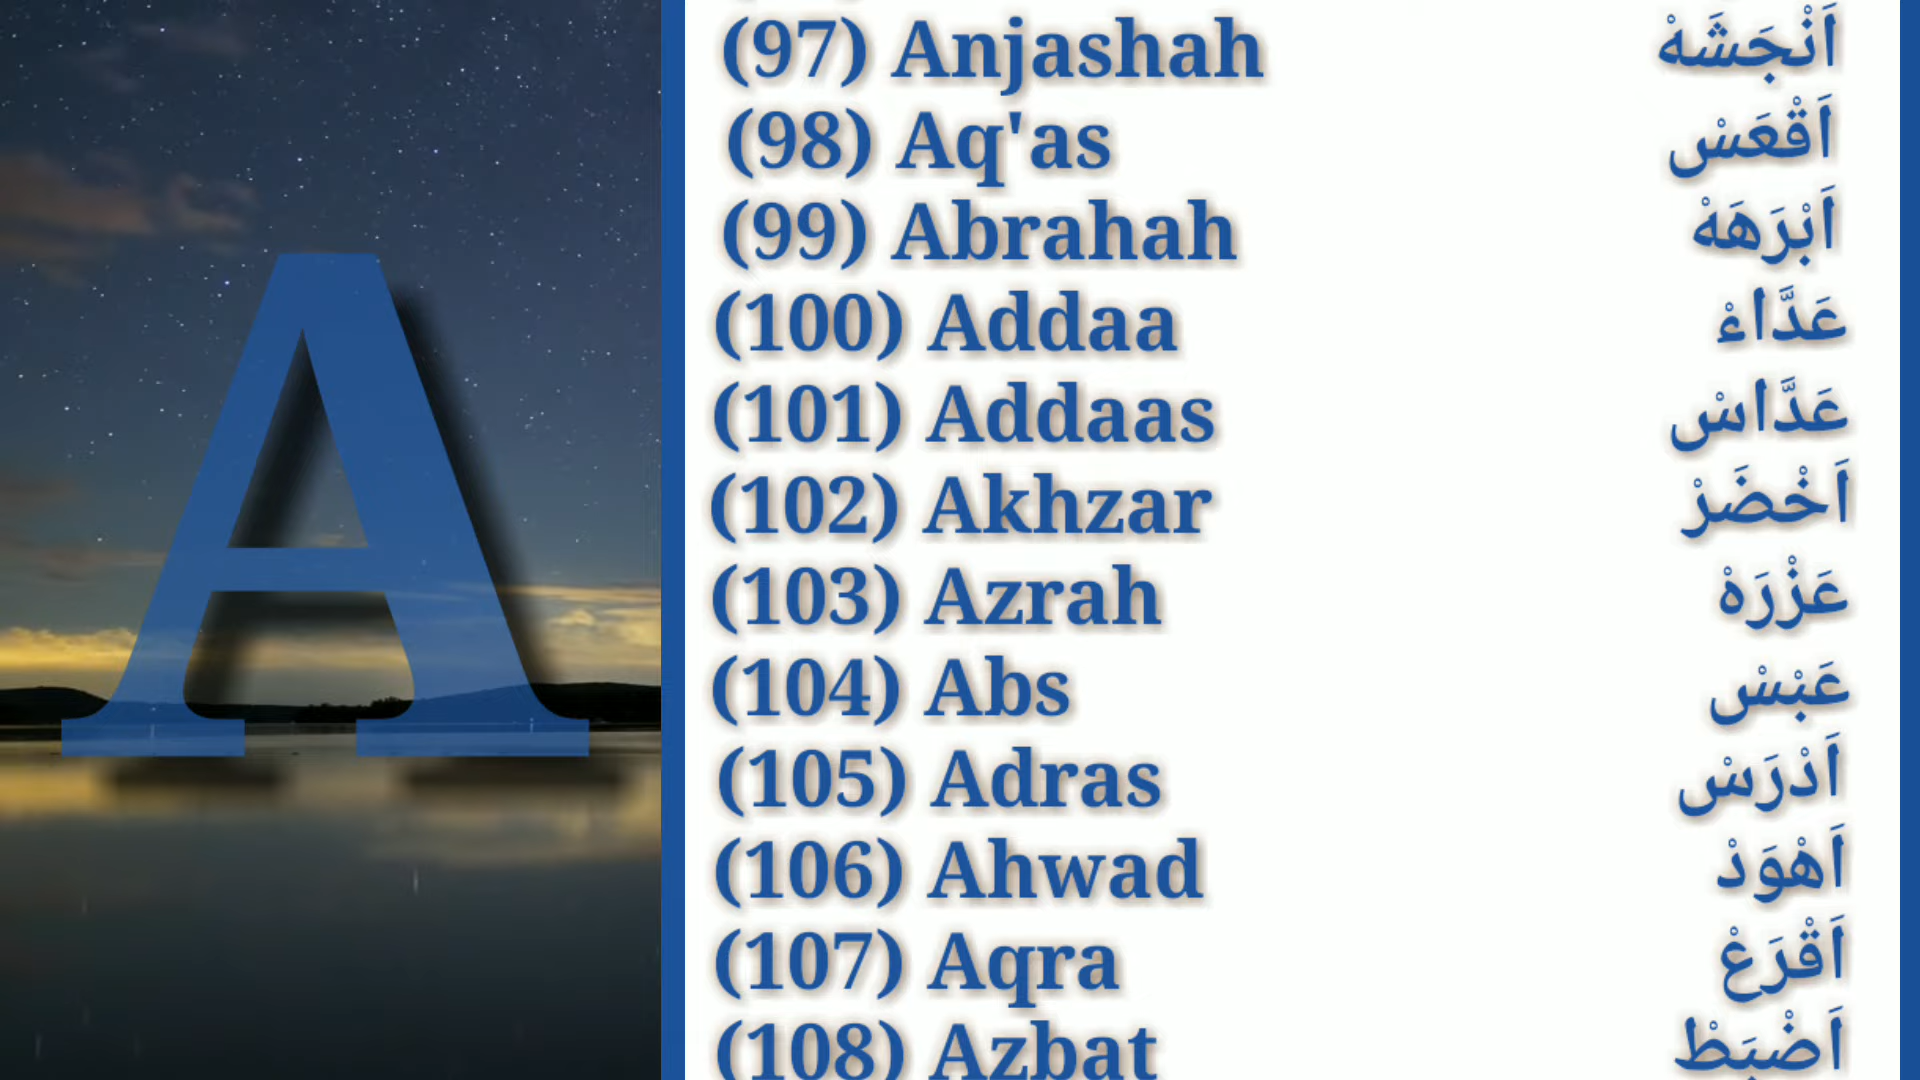 A
(97) Anjashah اَنْجَشَهْ
(98) Aq'as اَقْعَسْ
(99) Abrahah اَبْرَهَهْ
(100) Addaa عَدَّاءْ
(101) Addaas عَدَّاسْ
(102) Akhzar اَخْضَرْ
(103) Azrah عَزْرَهْ
(104) Abs عَبْسْ
(105) Adras اَدْرَسْ
(106) Ahwad اَهْوَدْ
(107) Aqra اَقْرَعْ
(108) Azbat اَضْبَطْ